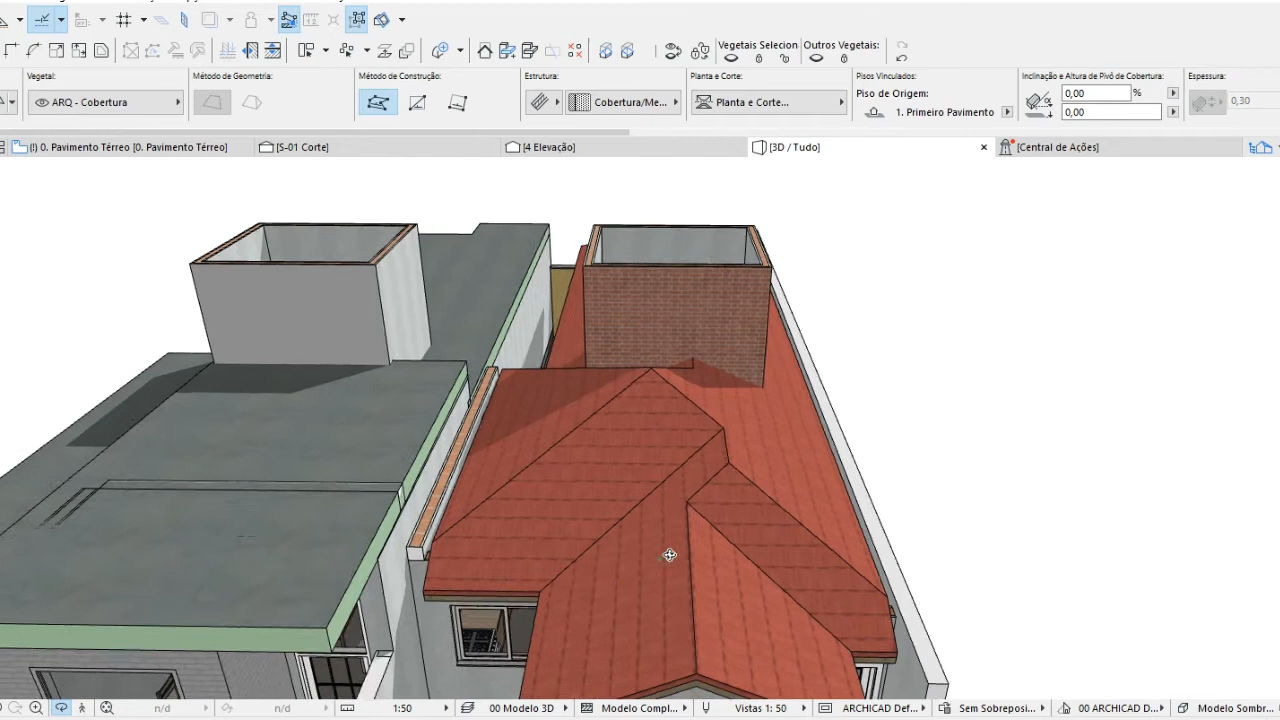 Vegetais Selecion
Outros Vegetais:
Vegetal:
Método de Geometria:
Método de Construção:
Estrutura:
Planta e Corte:
Pisos Vinculados:
Inclinação e Altura de Pivô de Cobertura:
Espessura:
ARQ - Cobertura
Cobertura/Me...
Planta e Corte...
Piso de Origem:
1. Primeiro Pavimento
0,00
%
0,00
0,30
(!) 0. Pavimento Térreo [0. Pavimento Térreo]
[S-01 Corte]
[4 Elevação]
[3D / Tudo]
[Central de Ações]
n/d
n/d
1:50
00 Modelo 3D
Modelo Compl...
Vistas 1: 50
ARCHICAD Def...
Sem Sobreposi...
00 ARCHICAD D...
Modelo Sombr...